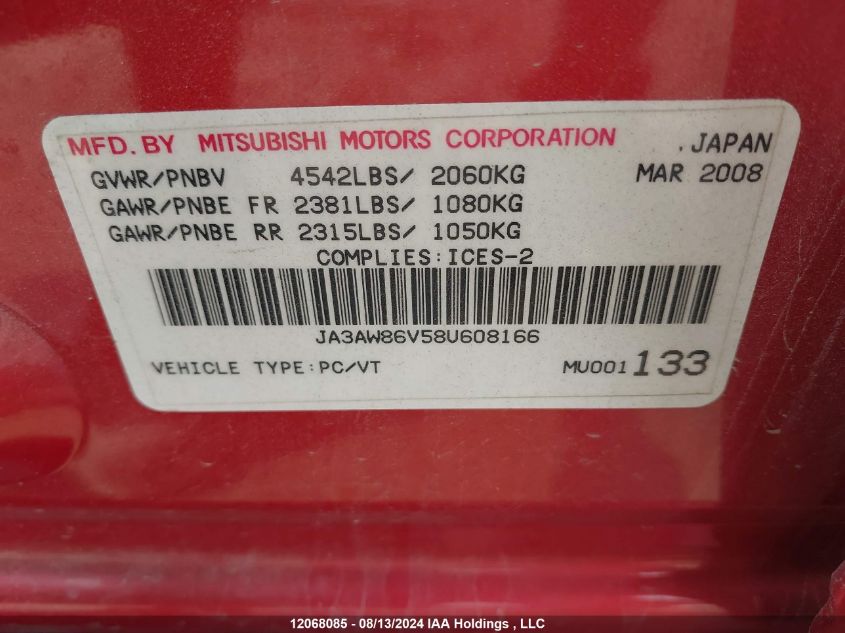 MFD. BY MITSUBISHI MOTORS CORPORATION .JAPAN
GVWR/PNBV 4542LBS/ 2060KG MAR 2008
GAWR/PNBE FR 2381LBS/ 1080KG
GAWR/PNBE RR 2315LBS/ 1050KG
COMPLIES:ICES-2
JA3AW86V58U608166
VEHICLE TYPE:PC/VT MU001 133
12068085 - 08/13/2024 IAA Holdings , LLC